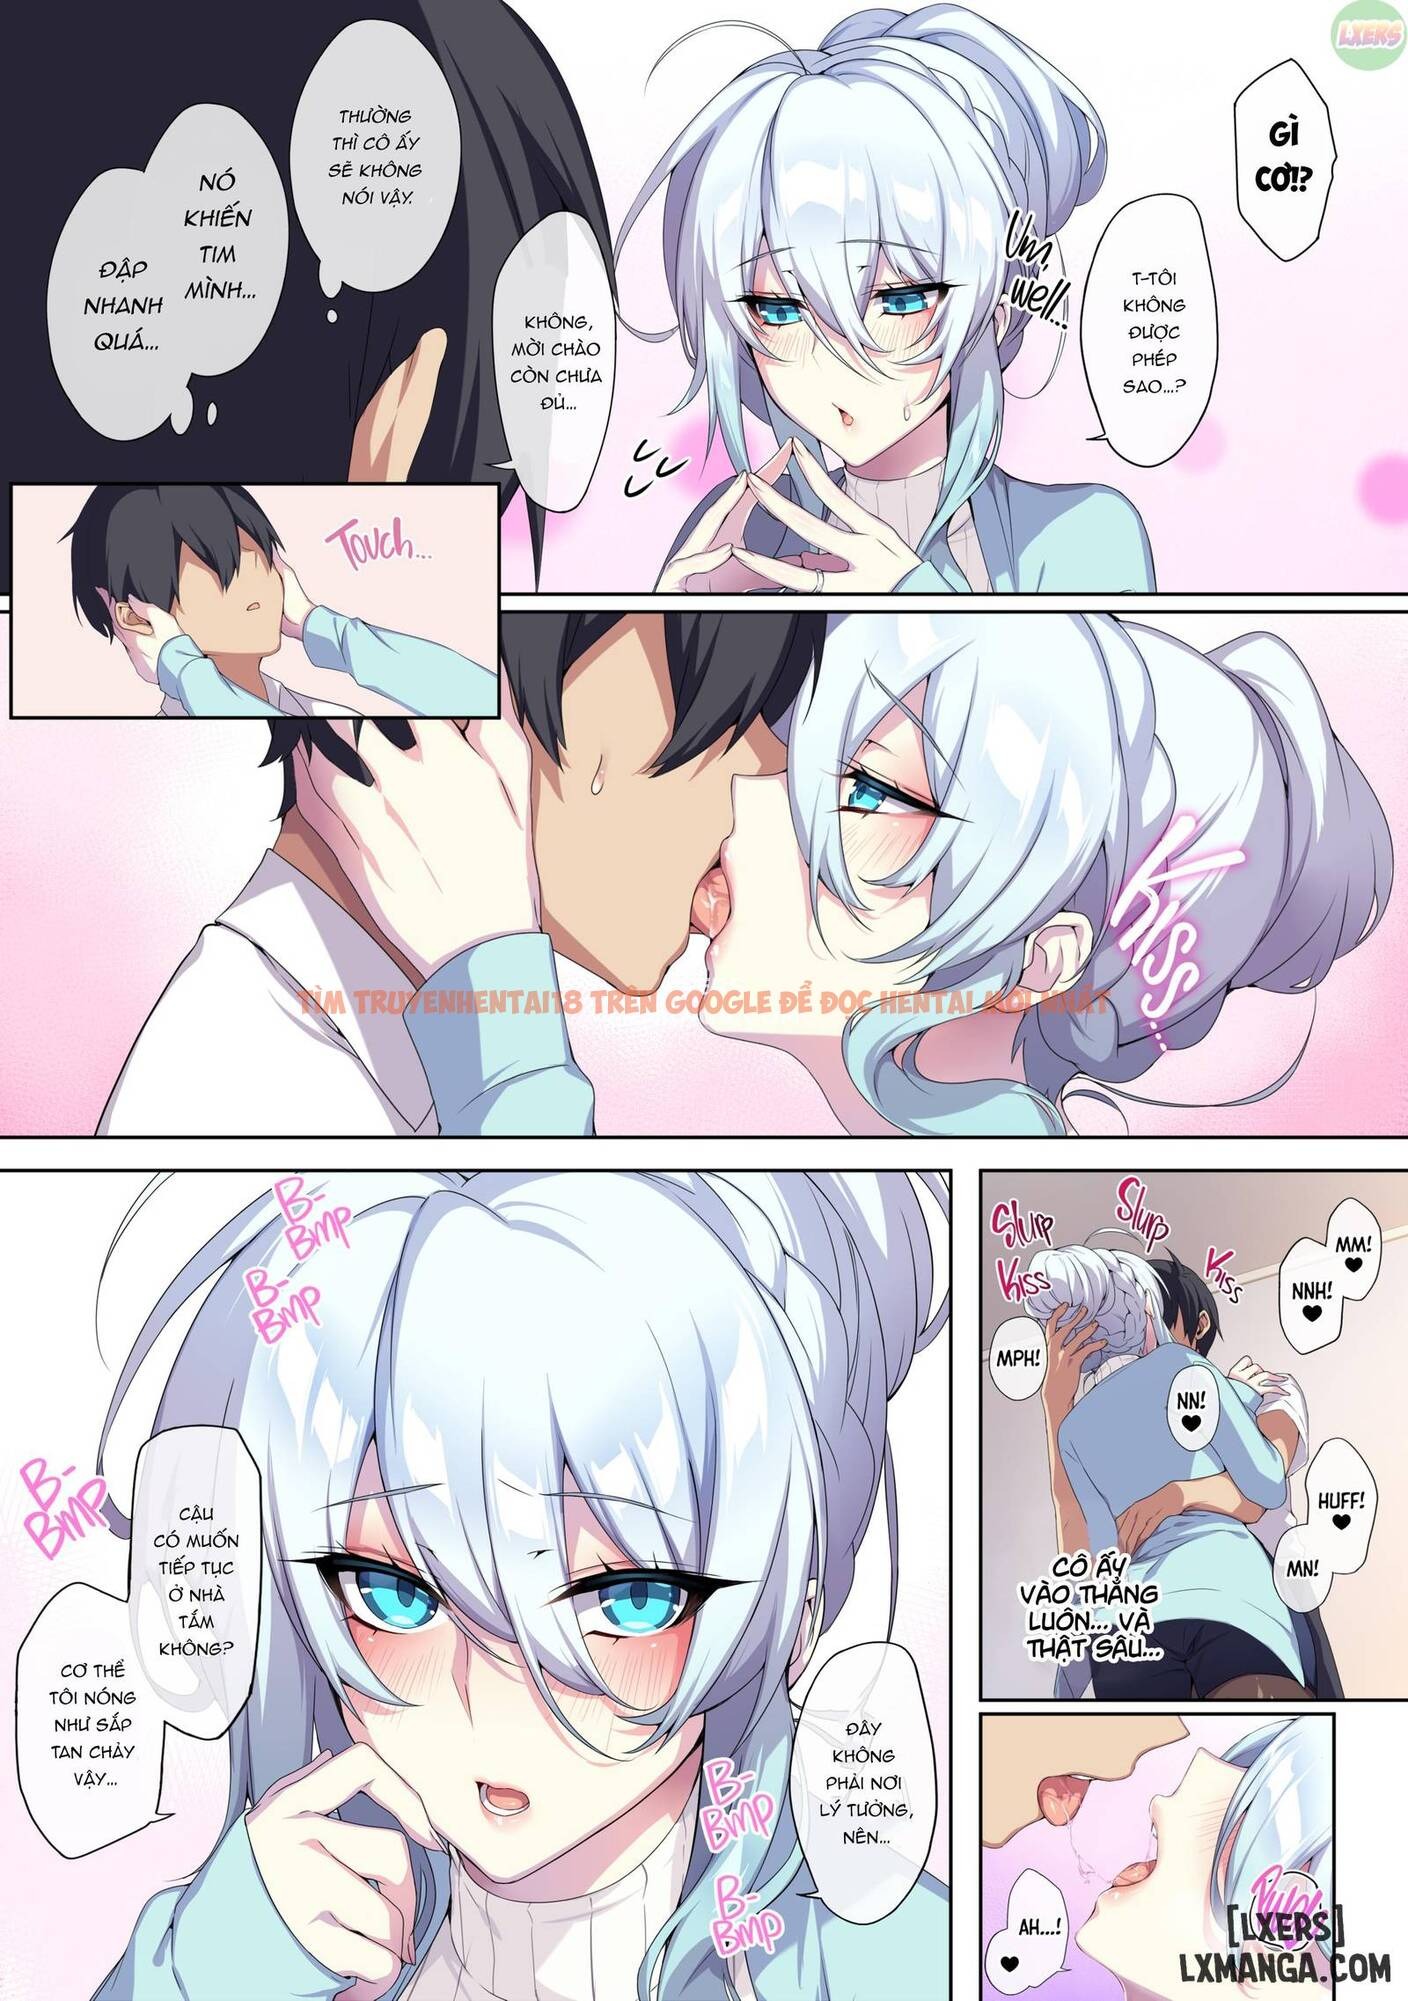 LXERS
GÌ
CƠ!?
T-TÔI
KHÔNG
ĐƯỢC
PHÉP
SAO...?
Um,
well...
KHÔNG,
MỜI CHÀO
CÒN CHƯA
ĐỦ...
THƯỜNG
THÌ CÔ ẤY
SẼ KHÔNG
NÓI VẬY.
NÓ
KHIẾN
TIM
MÌNH...
ĐẬP
NHANH
QUÁ...
TOUCH...
KISS...
TÌM TRUYENHENTAI18 TRÊN GOOGLE ĐỂ ĐỌC HENTAI MỚI NHẤT
SLURP
SLURP
KISS
KISS
MM!
♥
NNH!
♥
MPH!
NN!
♥
HUFF!
♥
MN!
CÔ ẤY
VÀO THẲNG
LUÔN... VÀ
THẬT SÂU...
AH...!
♥
B-
BMP
B-
BMP
B-
BMP
B-
BMP
B-
BMP
ĐÂY
KHÔNG
PHẢI NƠI
LÝ TƯỞNG,
NÊN...
CẬU
CÓ MUỐN
TIẾP TỤC
Ở NHÀ
TẮM
KHÔNG?
CƠ THỂ
TÔI NÓNG
NHƯ SẮP
TAN CHẢY
VẬY...
[LXERS]
LXMANGA.COM